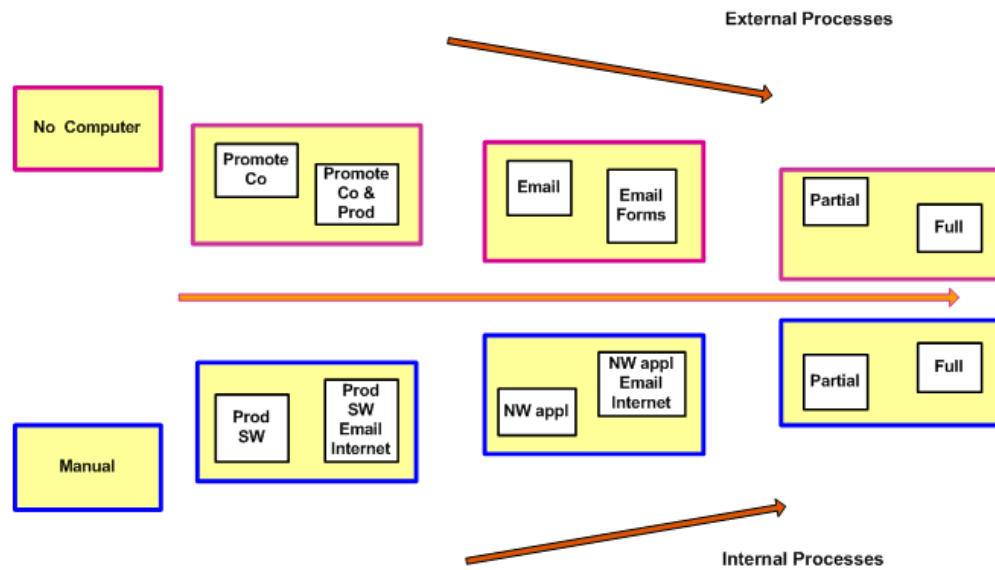 External Processes
No Computer
Promote
Co
Promote
Co &
Prod
Email
Email
Forms
Partial
Full
Manual
Prod
SW
Prod
SW
Email
Internet
NW appl
NW appl
Email
Internet
Partial
Full
Internal Processes